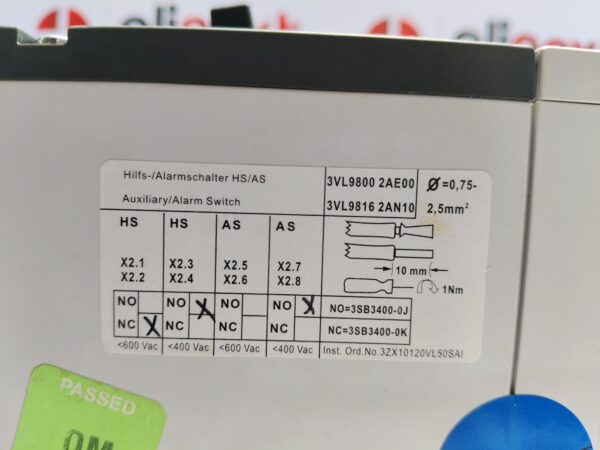 Hilfs-/Alarmschalter HS/AS
Auxiliary/Alarm Switch
3VL9800 2AE00
3VL9816 2AN10
Ø=0,75-
2,5mm²
HS HS AS AS
X2.1 X2.3 X2.5 X2.7
X2.2 X2.4 X2.6 X2.8
10 mm
1Nm
NO NO NO NO NO=3SB3400-0J
NC NC NC NC NC=3SB3400-0K
<600 Vac <400 Vac <600 Vac <400 Vac Inst. Ord.No.3ZX10120VL50SAI
PASSED
QM